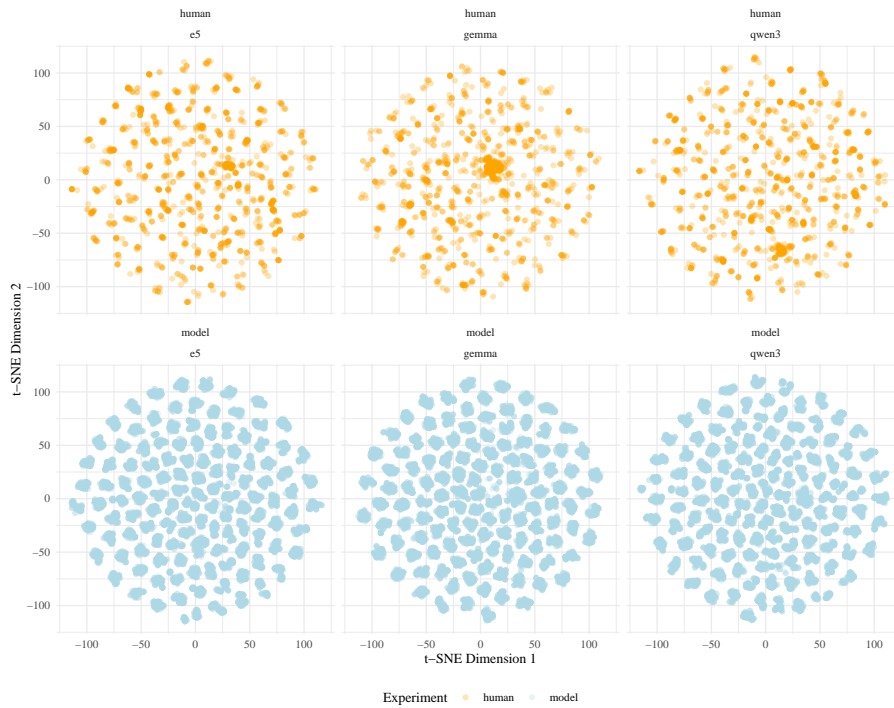 human human human
e5 gemma qwen3
100
50
0
−50
−100
t−SNE Dimension 2
model model model
e5 gemma qwen3
100
50
0
−50
−100
−100 −50 0 50 100 −100 −50 0 50 100 −100 −50 0 50 100
t−SNE Dimension 1
Experiment human model